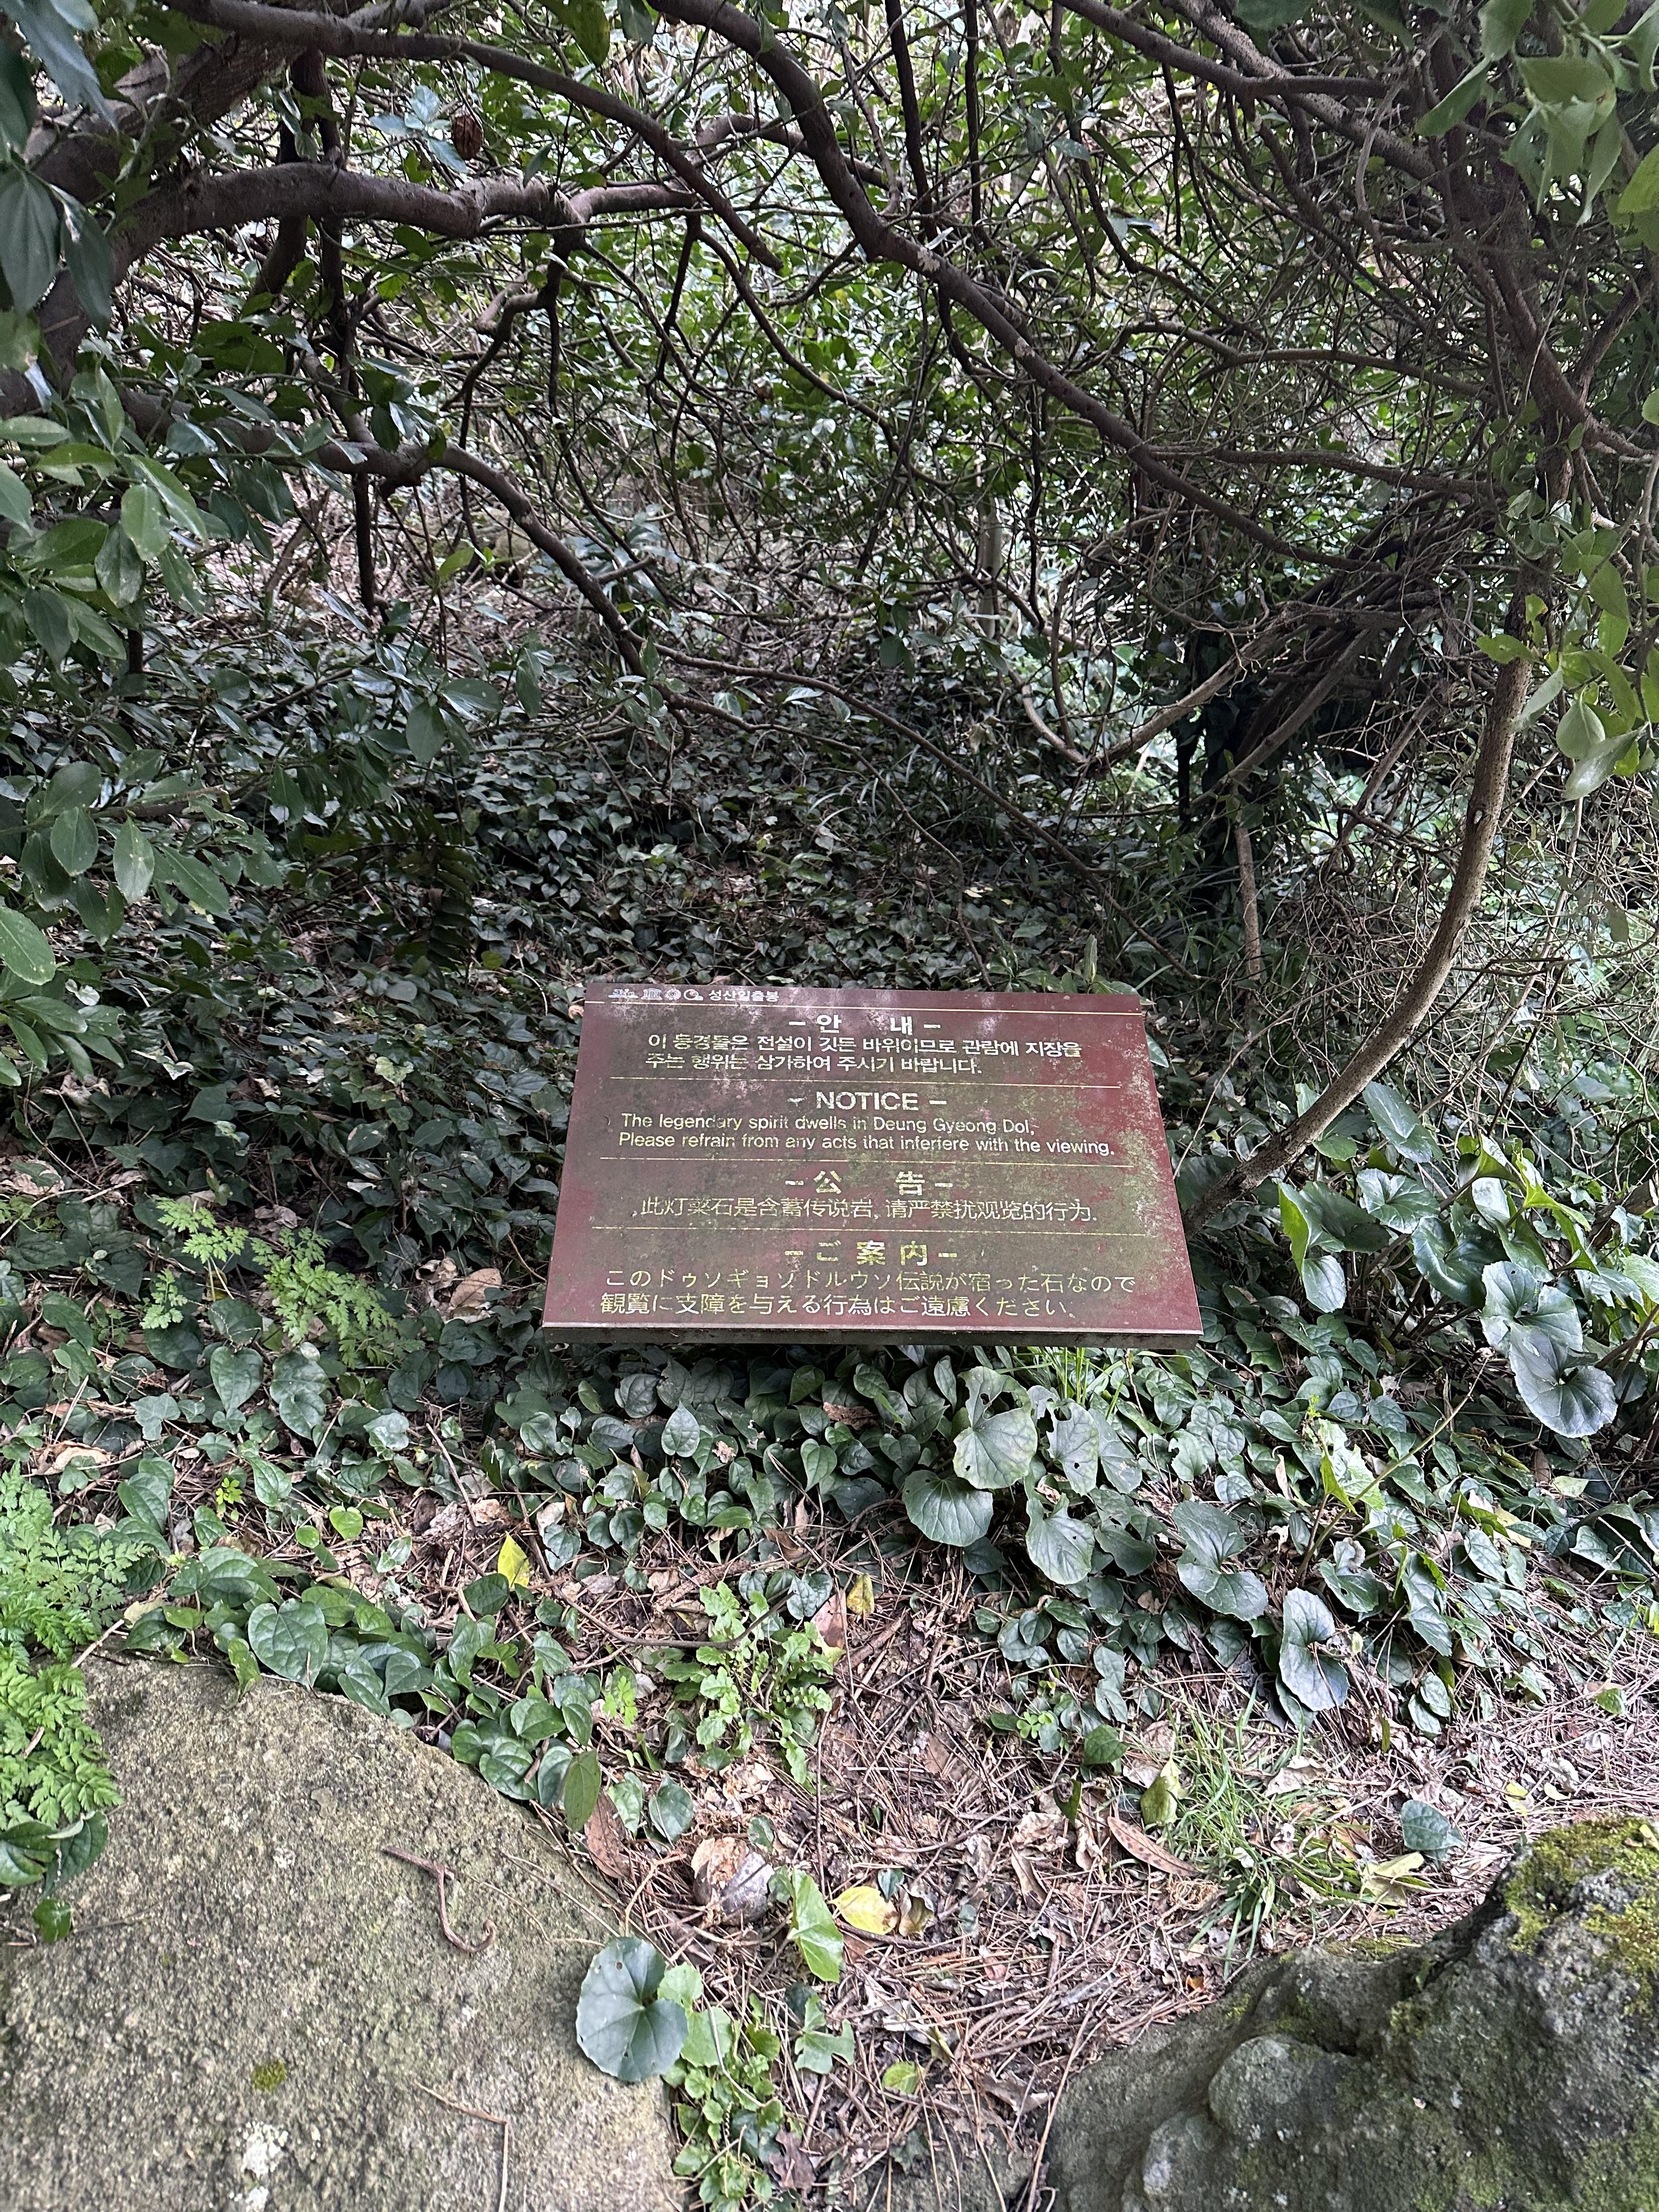 성산일출봉
- 안 내 -
이 등경돌은 전설이 깃든 바위이므로 관람에 지장을
주는 행위는 삼가하여 주시기 바랍니다.
- NOTICE -
The legendary spirit dwells in Deung Gyeong Dol,
Please refrain from any acts that inferfere with the viewing.
- 公 告 -
此灯菜石是含蓄传说岩, 请严禁扰观览的行为.
- ご 案 内 -
このドゥソギョソドルウソ伝説が宿った石なので
観覧に支障を与える行為はご遠慮ください.